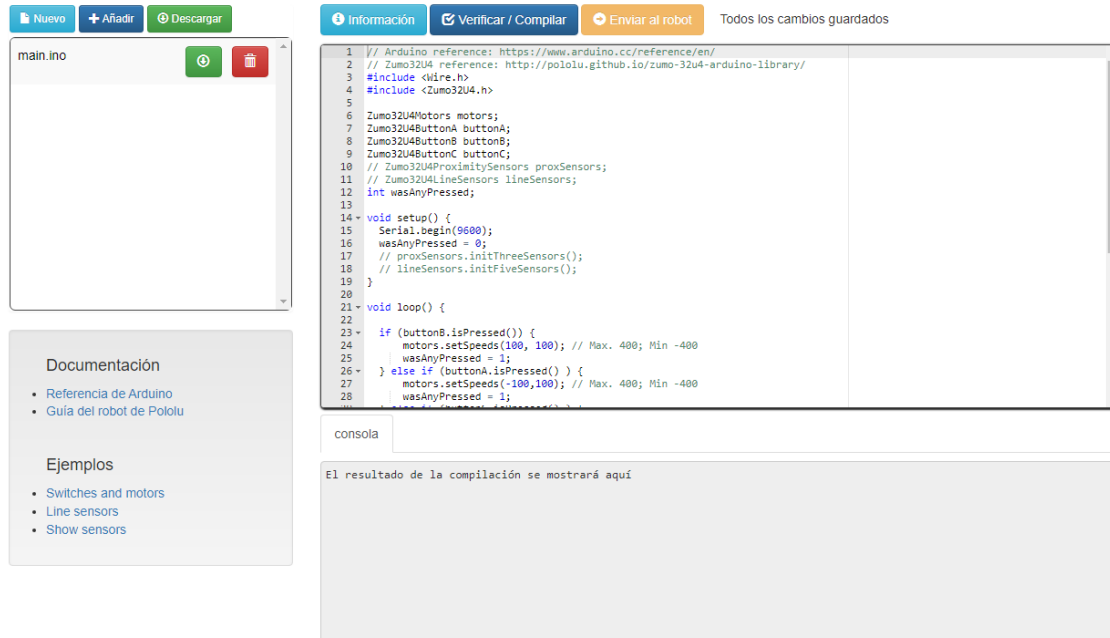 Nuevo
Añadir
Descargar
main.ino
Documentación
Referencia de Arduino
Guía del robot de Pololu
Ejemplos
Switches and motors
Line sensors
Show sensors
Información
Verificar / Compilar
Enviar al robot
Todos los cambios guardados
1 // Arduino reference: https://www.arduino.cc/reference/en/
2 // Zumo32U4 reference: http://pololu.github.io/zumo-32u4-arduino-library/
3 #include <Wire.h>
4 #include <Zumo32U4.h>
5
6 Zumo32U4Motors motors;
7 Zumo32U4ButtonA buttonA;
8 Zumo32U4ButtonB buttonB;
9 Zumo32U4ButtonC buttonC;
10 // Zumo32U4ProximitySensors proxSensors;
11 // Zumo32U4LineSensors lineSensors;
12 int wasAnyPressed;
13
14 void setup() {
15 Serial.begin(9600);
16 wasAnyPressed = 0;
17 // proxSensors.initThreeSensors();
18 // lineSensors.initFiveSensors();
19 }
20
21 void loop() {
22
23 if (buttonB.isPressed()) {
24 motors.setSpeeds(100, 100); // Max. 400; Min -400
25 wasAnyPressed = 1;
26 } else if (buttonA.isPressed() ) {
27 motors.setSpeeds(-100,100); // Max. 400; Min -400
28 wasAnyPressed = 1;
consola
El resultado de la compilación se mostrará aquí